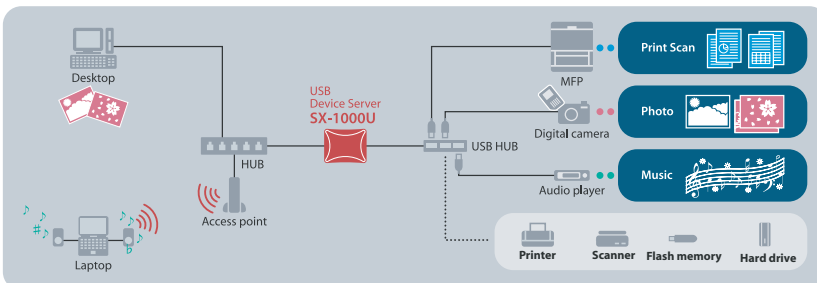 Desktop
USB
Device Server
SX-1000U
HUB
Access point
Laptop
USB HUB
MFP
Print Scan
Digital camera
Photo
Audio player
Music
Printer
Scanner
Flash memory
Hard drive